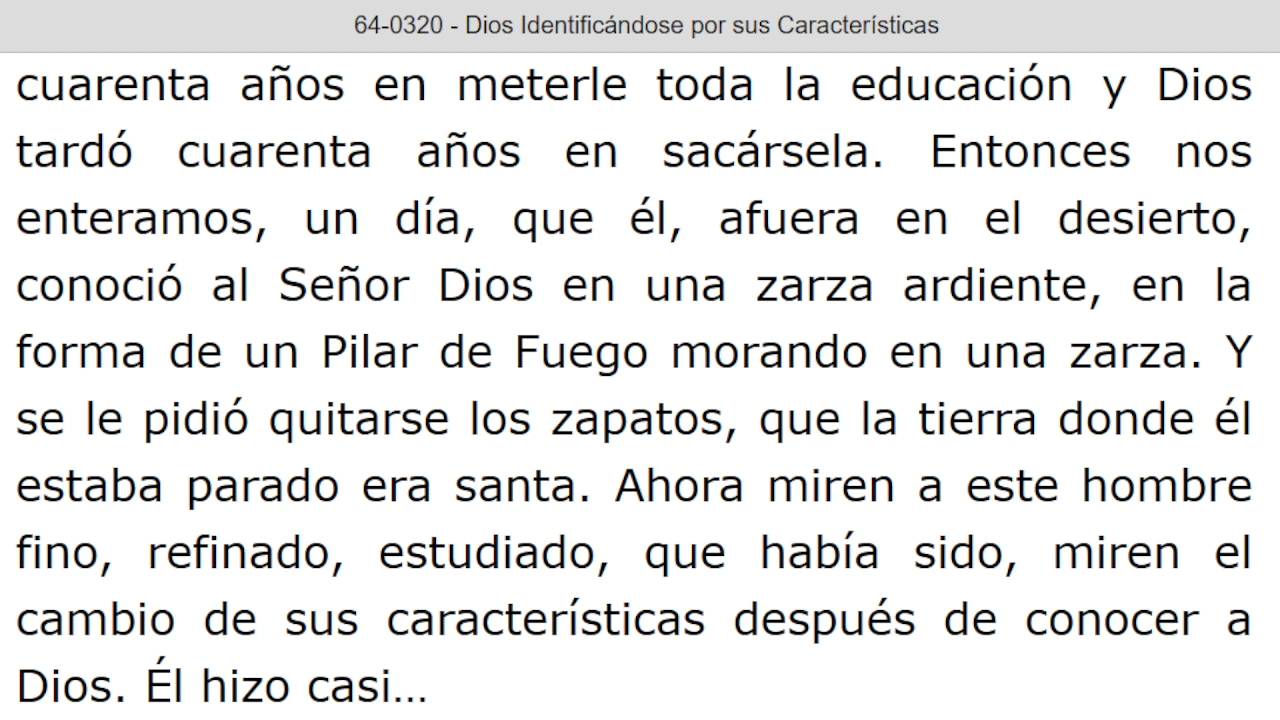 64-0320 - Dios Identificándose por sus Características
cuarenta años en meterle toda la educación y Dios
tardó cuarenta años en sacársela. Entonces nos
enteramos, un día, que él, afuera en el desierto,
conoció al Señor Dios en una zarza ardiente, en la
forma de un Pilar de Fuego morando en una zarza. Y
se le pidió quitarse los zapatos, que la tierra donde él
estaba parado era santa. Ahora miren a este hombre
fino, refinado, estudiado, que había sido, miren el
cambio de sus características después de conocer a
Dios. Él hizo casi...